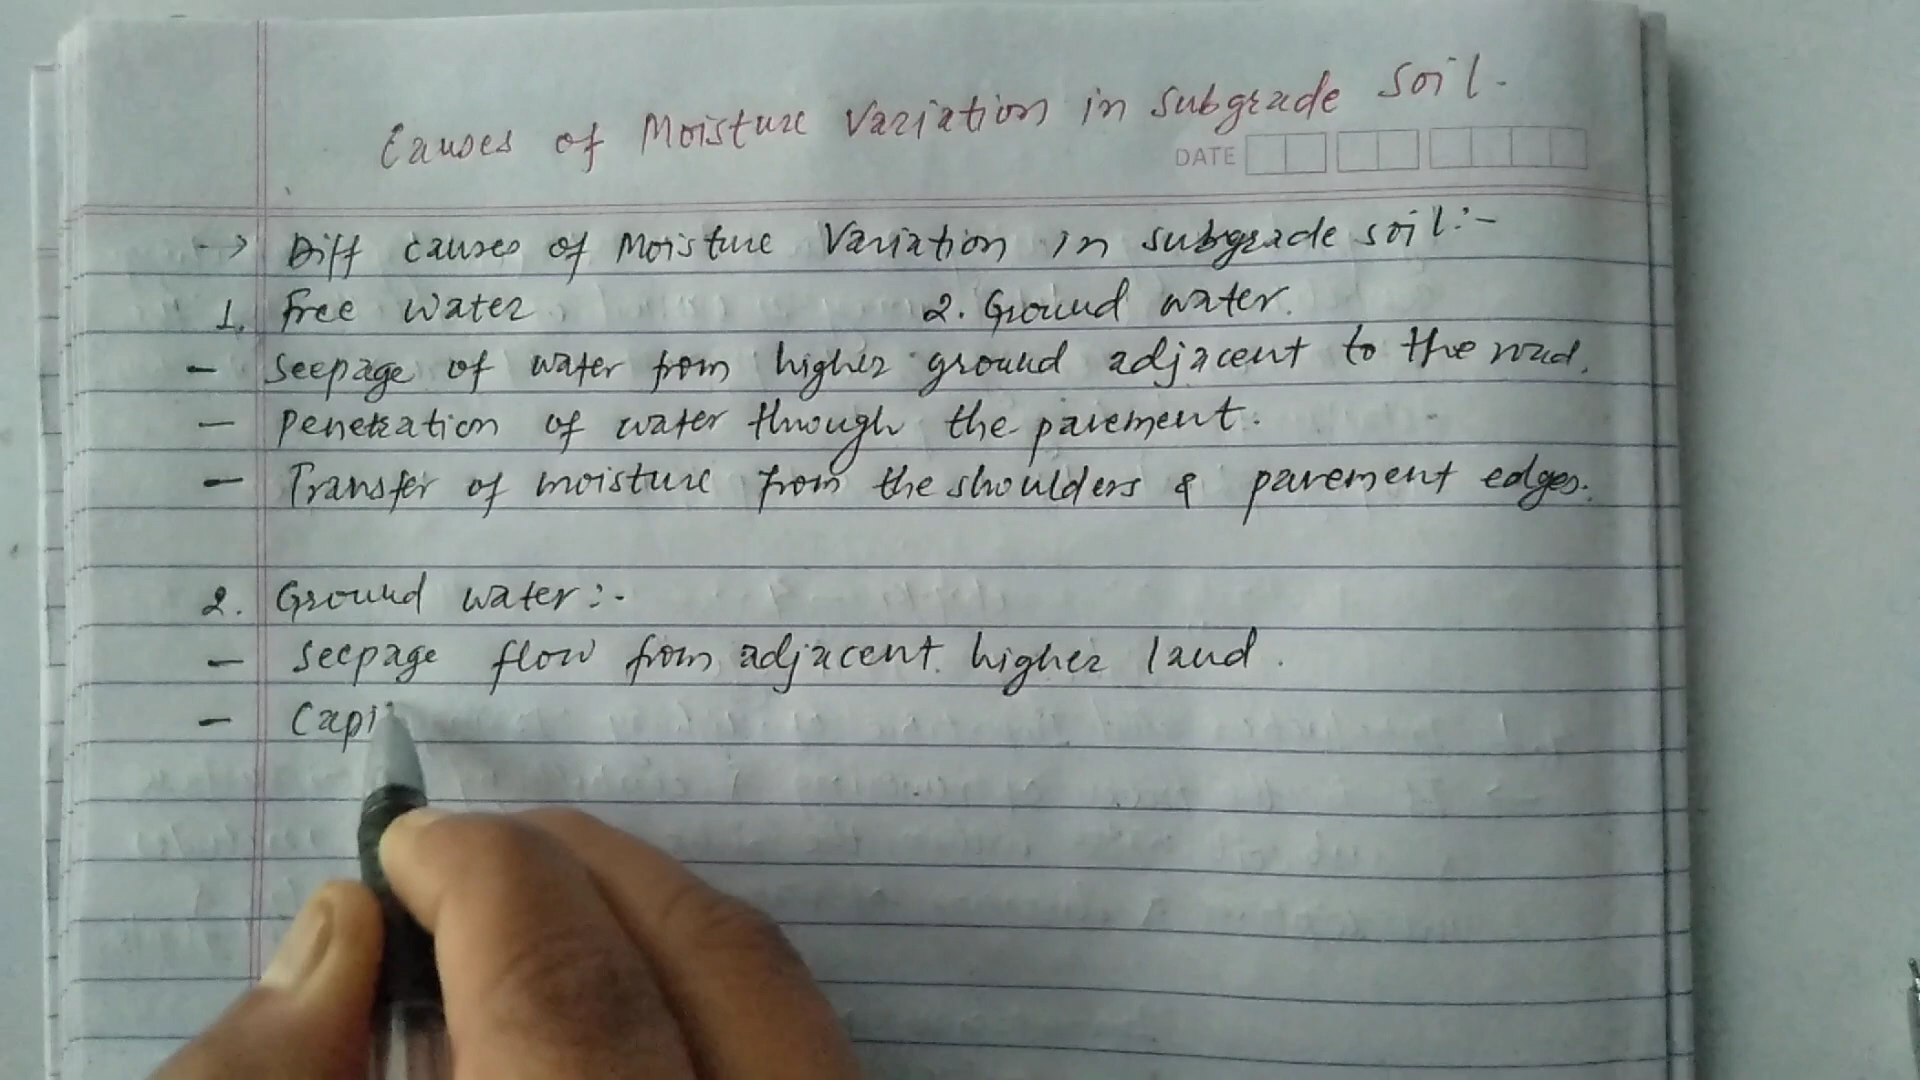 Causes of Moisture Variation in subgrade soil.
DATE
-> Diff causes of Moisture Variation in subgrade soil:-
1. Free water 2. Ground water.
- Seepage of water from higher ground adjacent to the road.
- Penetration of water through the pavement.
- Transfer of moisture from the shoulders & pavement edges.
2. Ground water:-
- Seepage flow from adjacent higher land.
- Capi